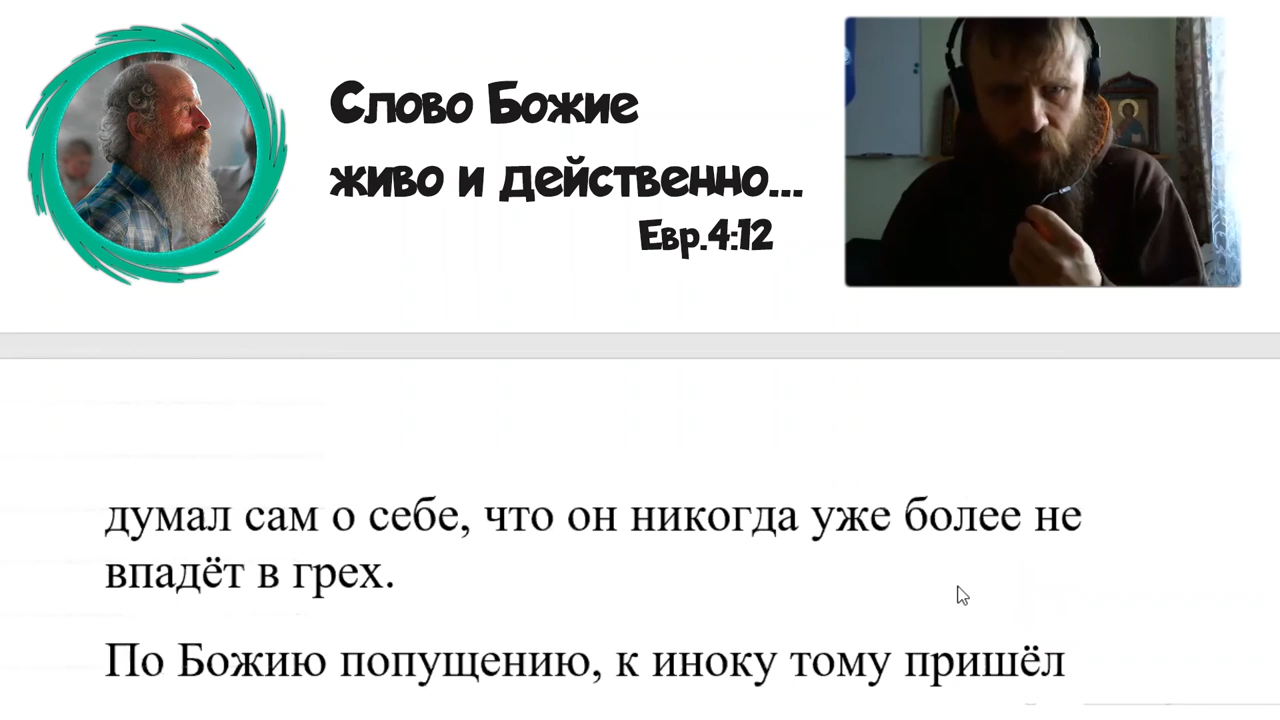 Слово Божие
живо и действенно...
Евр.4:12
думал сам о себе, что он никогда уже более не
впадёт в грех.
По Божию попущению, к иноку тому пришёл